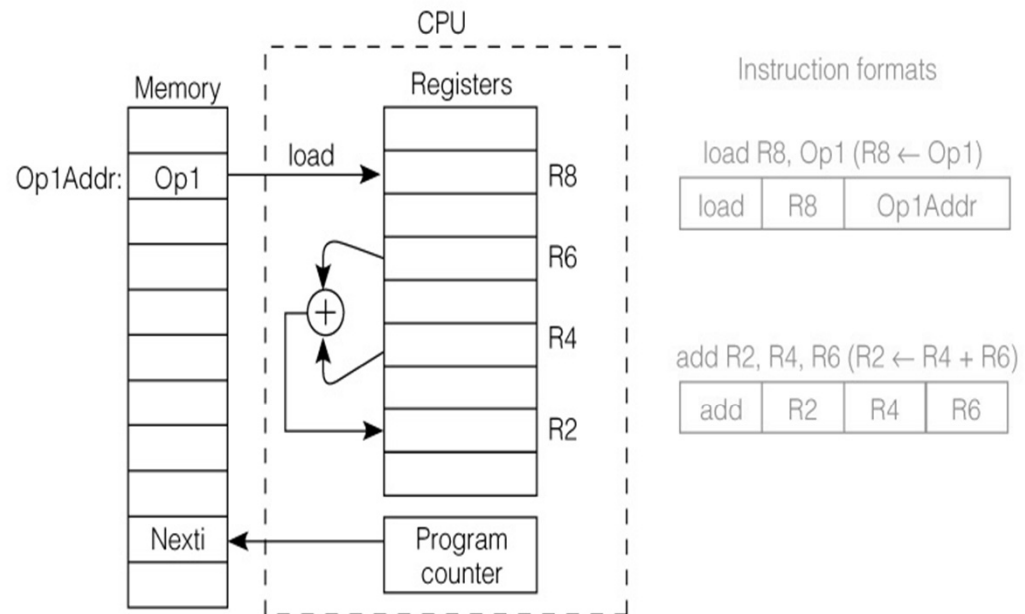 CPU
Memory
Registers
Instruction formats
load
load R8, Op1 (R8 ← Op1)
Op1Addr:
Op1
R8
load
R8
Op1Addr
R6
+
R4
add R2, R4, R6 (R2 ← R4 + R6)
add
R2
R4
R6
R2
Nexti
Program
counter